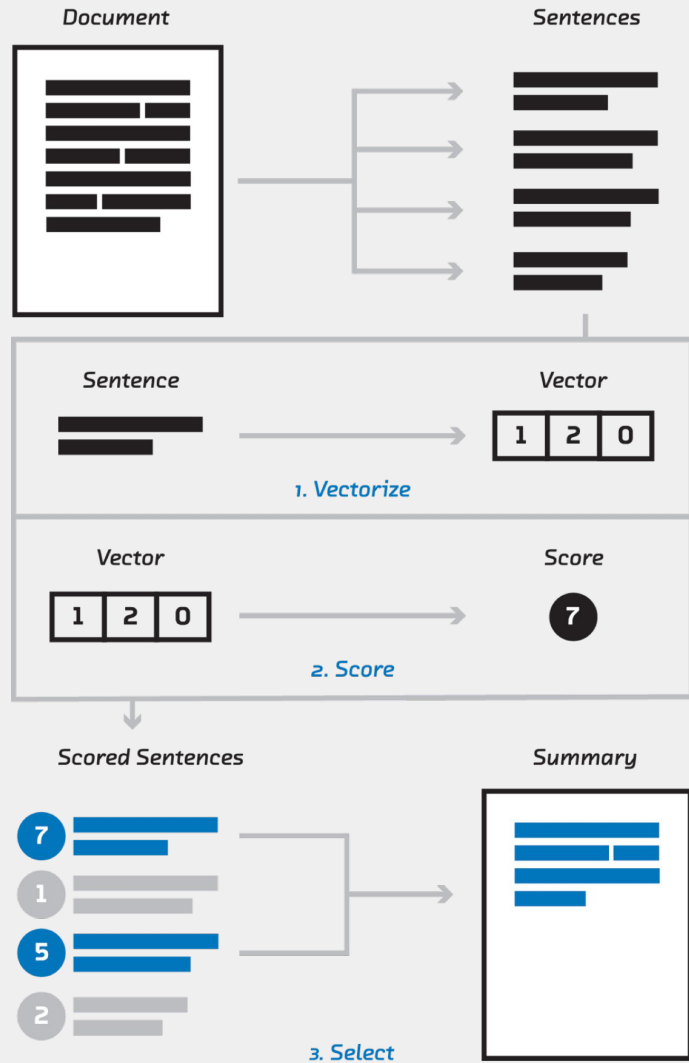 Document
Sentences
Sentence
Vector
1 2 0
1. Vectorize
Vector
Score
1 2 0
7
2. Score
Scored Sentences
Summary
7
1
5
2
3. Select